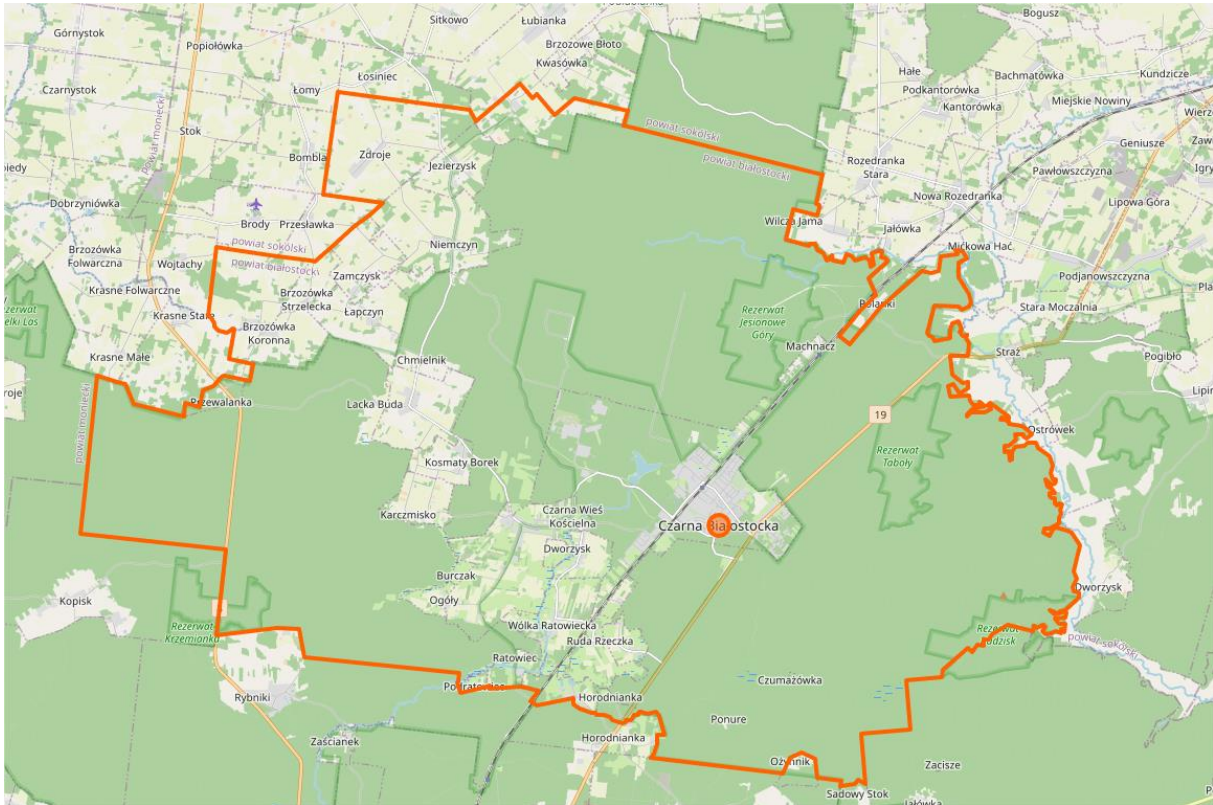 Górnystok
Popiołówka
Sitkowo
Łubianka
Bogusz
Brzozowe Błoto
Kwasówka
Czarnystok
Łomy
Łosiniec
Hałe
Bachmatówka
Kundzicze
Podkantorówka
Kantorówka
Miejskie Nowiny
Stok
powiat moniecki
powiat sokólski
Geniusze
Bombla
Zdroje
Jezierzysk
powiat białostocki
Rozedranka
Stara
Pawłowszczyzna
Dobrzyniówka
Nowa Rozedranka
Lipowa Góra
Brody
Przesławka
Wilcza Jama
Jałówka
Brzozówka
Folwarczna
Wojtachy
powiat sokólski
powiat białostocki
Niemczyn
Mićkowa Hać
Zamczysk
Podjanowszczyzna
Krasne Folwarczne
Brzozówka
Strzelecka
Łapczyn
Krasne Stare
Rezerwat
Jesionowe
Góry
Polanki
Stara Moczalnia
Brzozówka
Koronna
Machnacz
Straż
Pogibło
Krasne Małe
Chmielnik
Przewalanka
Lacka Buda
19
powiat moniecki
Ostrówek
Rezerwat
Taboły
Kosmaty Borek
Karczmisko
Czarna Wieś
Kościelna
Czarna Białostocka
Dworzysk
Burczak
Ogóły
Dworzysk
Kopisk
Rezerwat
Krzemianka
Wólka Ratowiecka
Ruda Rzeczka
powiat sokólski
Ratowiec
Czumażówka
Rybniki
Horodnianka
Ponure
Zaścianek
Horodnianka
Ożynnik
Zacisze
Sadowy Stok
Jałówka